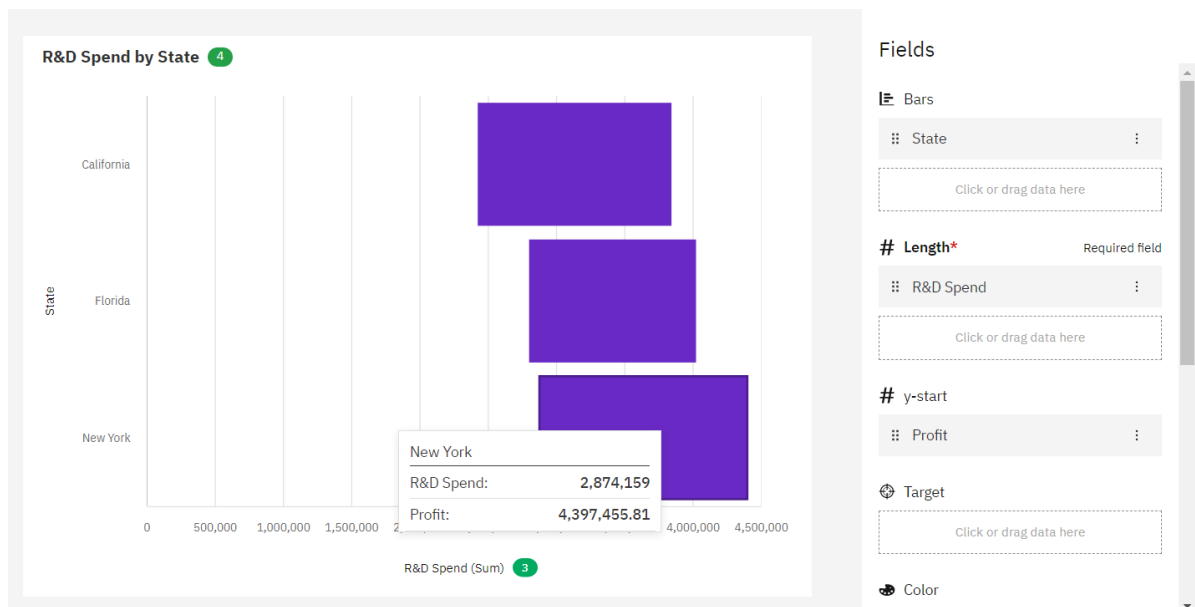 R&D Spend by State 4
California
Florida
New York
State
New York
R&D Spend: 2,874,159
Profit: 4,397,455.81
0 500,000 1,000,000 1,500,000 4,000,000 4,500,000
R&D Spend (Sum) 3
Fields
Bars
State
Click or drag data here
# Length* Required field
R&D Spend
Click or drag data here
# y-start
Profit
Target
Click or drag data here
Color